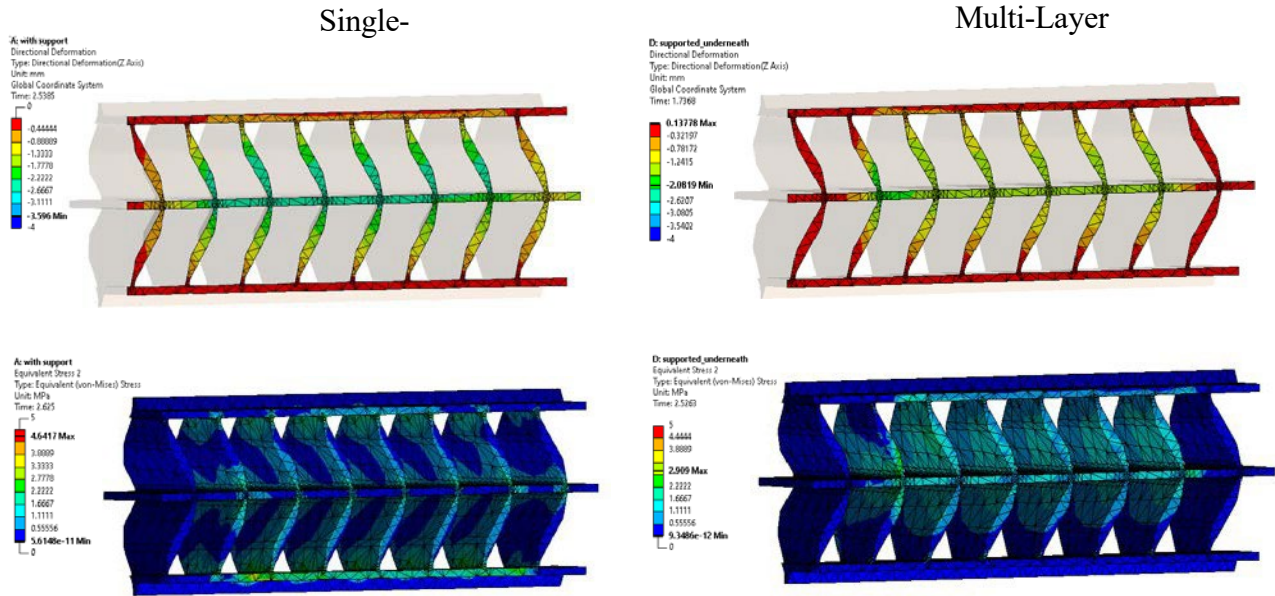 Single-
Multi-Layer
A: with support
Directional Deformation
Type: Directional Deformation(Z Axis)
Unit: mm
Global Coordinate System
Time: 2.5385
0
-0.44444
-0.88889
-1.3333
-1.7778
-2.2222
-2.6667
-3.1111
-3.596 Min
-4
D: supported_underneath
Directional Deformation
Type: Directional Deformation(Z Axis)
Unit: mm
Global Coordinate System
Time: 1.7368
0.13778 Max
-0.32197
-0.78172
-1.2415
-2.0819 Min
-2.6207
-3.0805
-3.5402
-4
A: with support
Equivalent Stress 2
Type: Equivalent (von-Mises) Stress
Unit: MPa
Time: 2.625
5
4.6417 Max
3.8889
3.3333
2.7778
2.2222
1.6667
1.1111
0.55556
5.6148e-11 Min
0
D: supported_underneath
Equivalent Stress 2
Type: Equivalent (von-Mises) Stress
Unit: MPa
Time: 2.5263
5
4.4444
3.8889
2.909 Max
2.2222
1.6667
1.1111
0.55556
9.3486e-12 Min
0